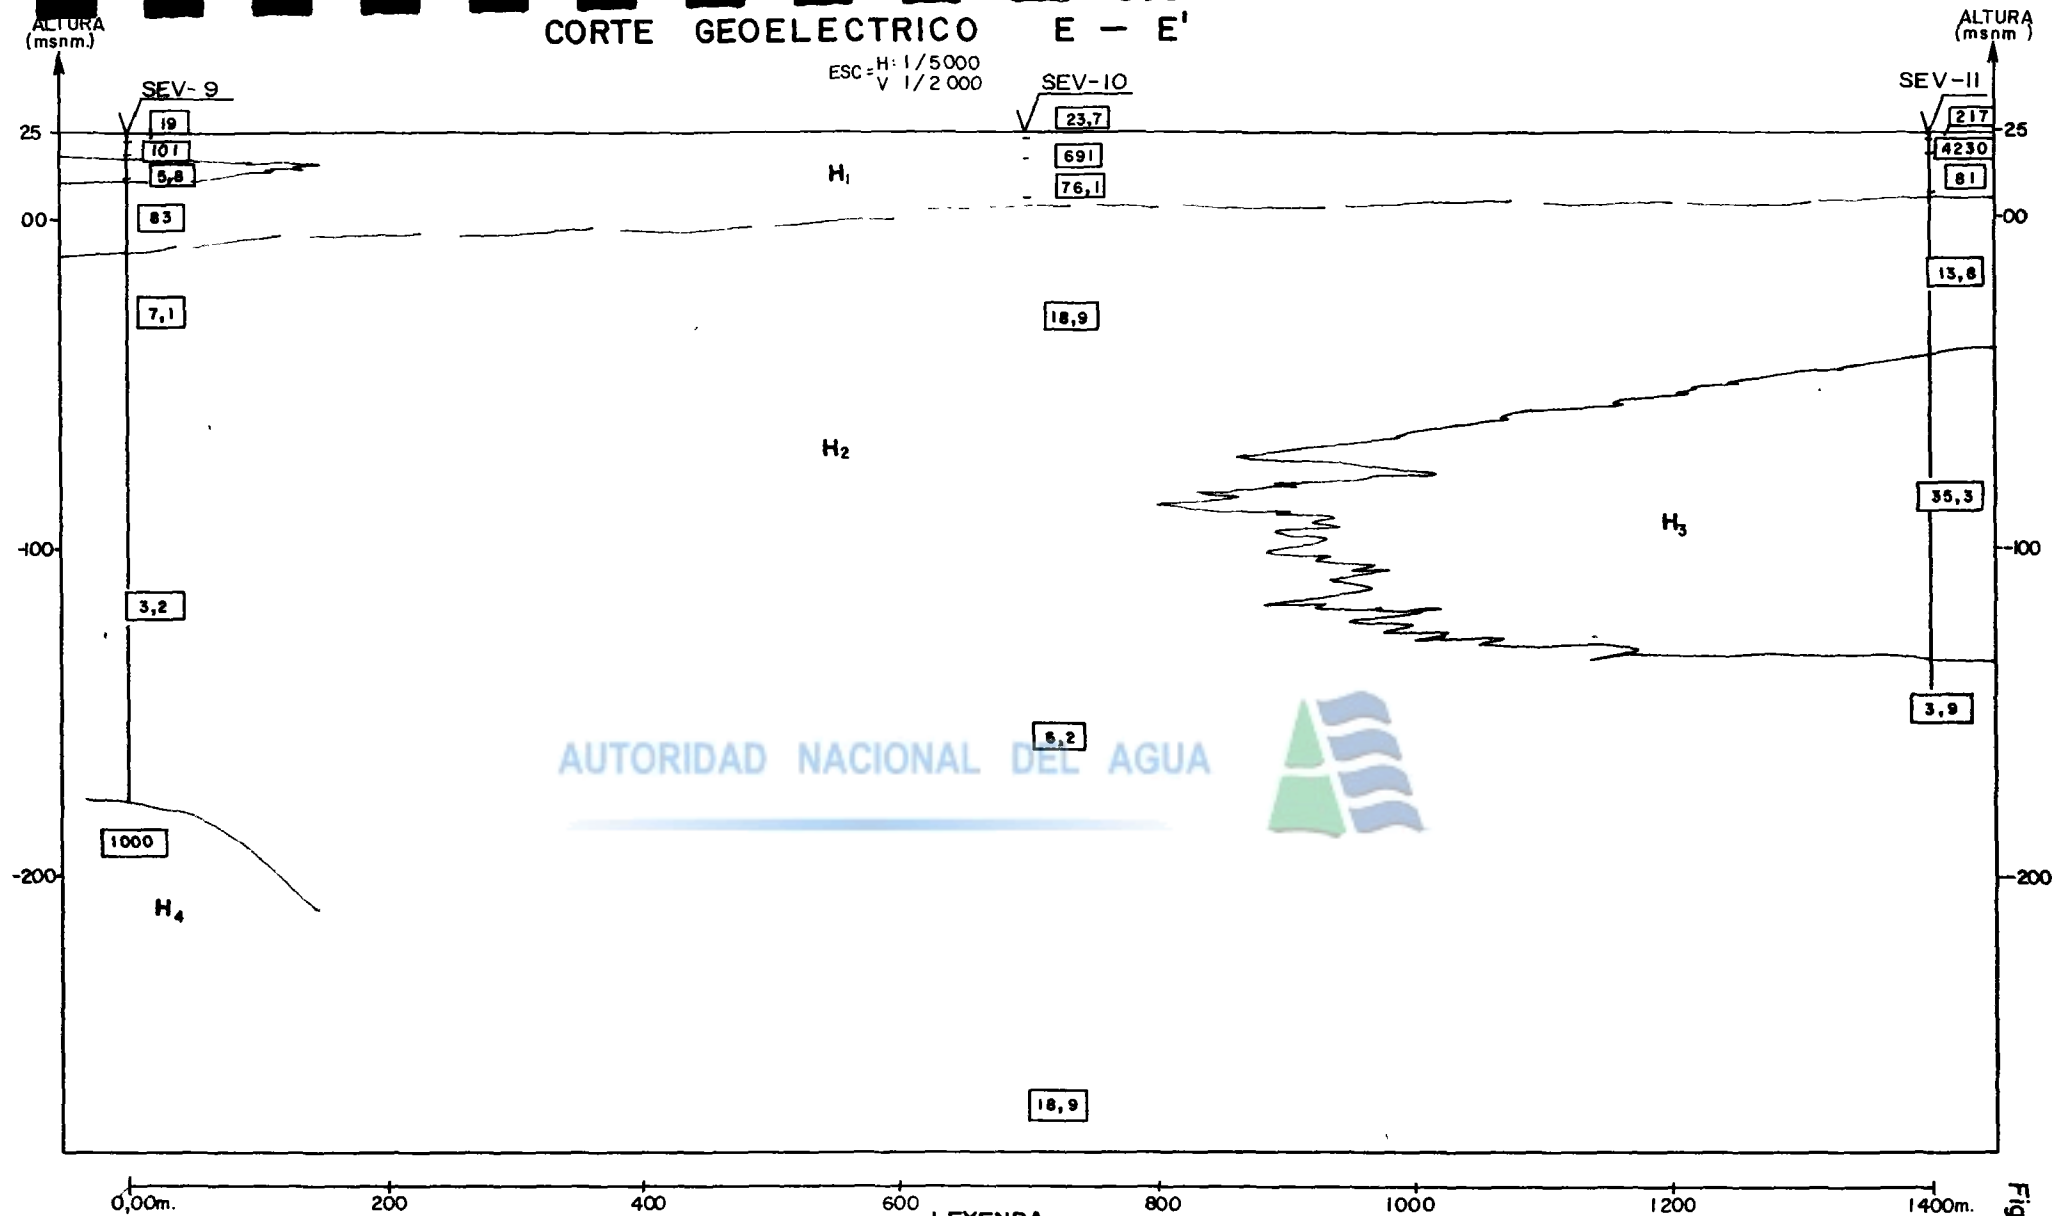 ALTURA
(msnm.)
CORTE GEOELECTRICO E - E'
ESC = H: 1/5000
V 1/2000
ALTURA
(msnm)
SEV-9
SEV-10
SEV-11
19
23,7
217
25
25
101
691
4230
5,8
H1
76,1
81
00
83
00
13,8
7,1
18,9
H2
35,3
H3
-100
-100
3,2
3,9
AUTORIDAD NACIONAL DEL AGUA
1000
-200
-200
H4
18,9
0,00m.
200
400
600
800
1000
1200
1400m.
LEYENDA
Fig